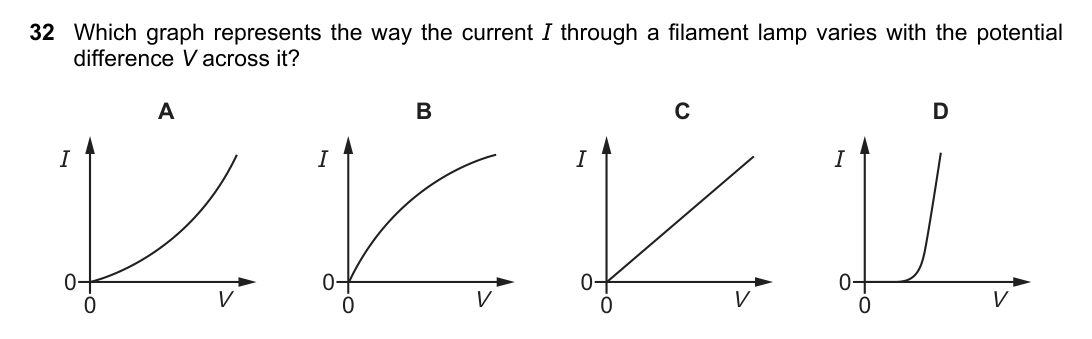 32 Which graph represents the way the current I through a filament lamp varies with the potential
difference V across it?
A B C D
I I I I
0 0 0 0
V V V V
0 0 0 0